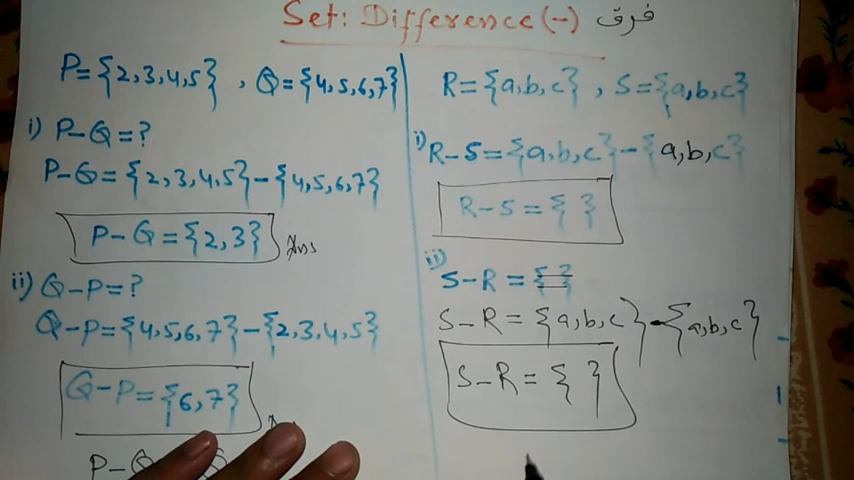 Set: Difference (-) فرق
P={2,3,4,5} , Q={4,5,6,7}
i) P-Q=?
P-Q={2,3,4,5}-{4,5,6,7}
P-Q={2,3} Ans
ii) Q-P=?
Q-P={4,5,6,7}-{2,3,4,5}
Q-P={6,7}
P-Q
R={a,b,c} , S={a,b,c}
i) R-S={a,b,c}-{a,b,c}
R-S={ }
ii) S-R=
S-R={a,b,c}-{a,b,c}
S-R={ }